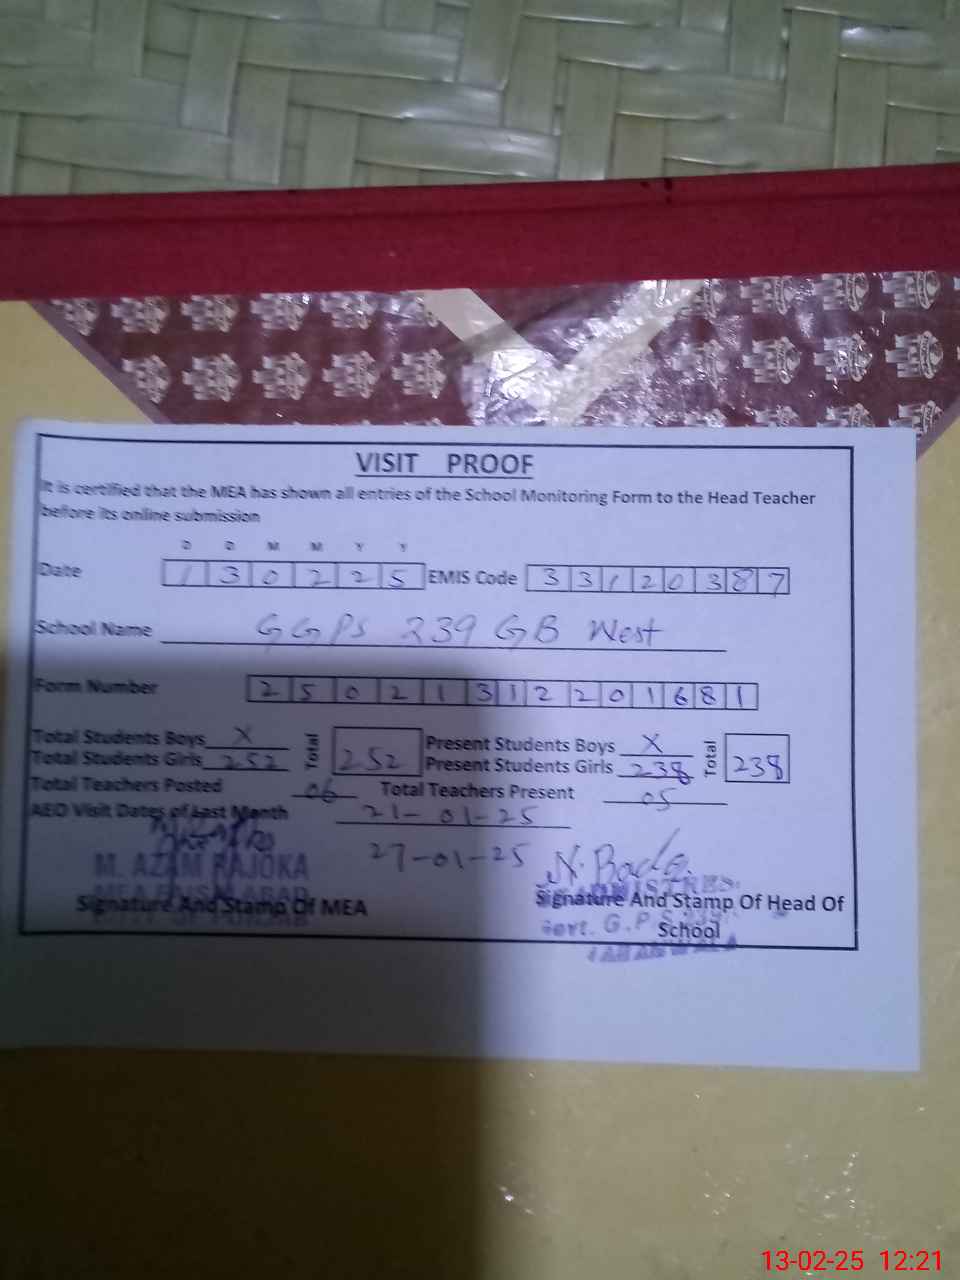 VISIT PROOF
It is certified that the MEA has shown all entries of the School Monitoring Form to the Head Teacher
before its online submission
D D M M Y Y
Date 1 3 0 2 2 5 EMIS Code 3 3 1 2 0 3 8 7
School Name GGPS 239 GB West
Form Number 2 5 0 2 1 3 1 2 2 0 1 6 8 1
Total Students Boys X Total 252 Present Students Boys X Total 238
Total Students Girls 252 Present Students Girls 238
Total Teachers Posted 06 Total Teachers Present 05
AEO Visit Dates of Last Month 21-01-25
27-01-25
M. AZAM RAJOKA
MEA FAISALABAD
Signature And Stamp Of MEA
Signature And Stamp Of Head Of
School
Govt. G.P.S. 239
JARANWALA
13-02-25 12:21